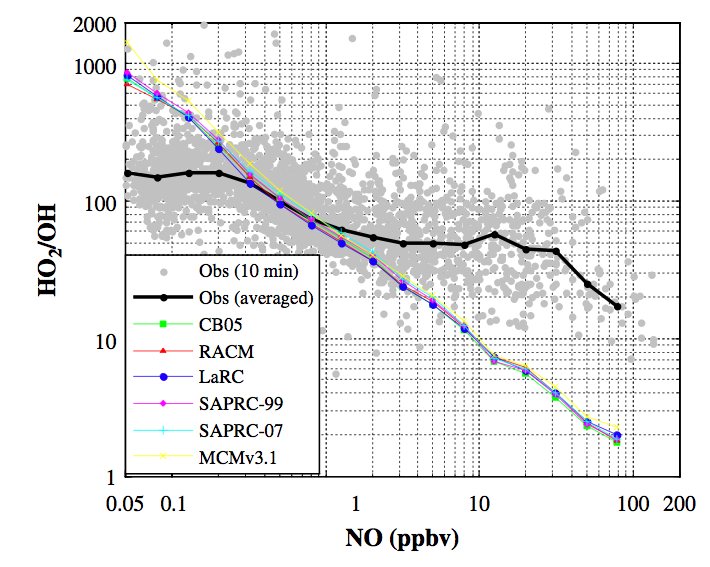 2000
1000
100
10
1
HO2/OH
Obs (10 min)
Obs (averaged)
CB05
RACM
LaRC
SAPRC-99
SAPRC-07
MCMv3.1
0.05 0.1 1 10 100 200
NO (ppbv)